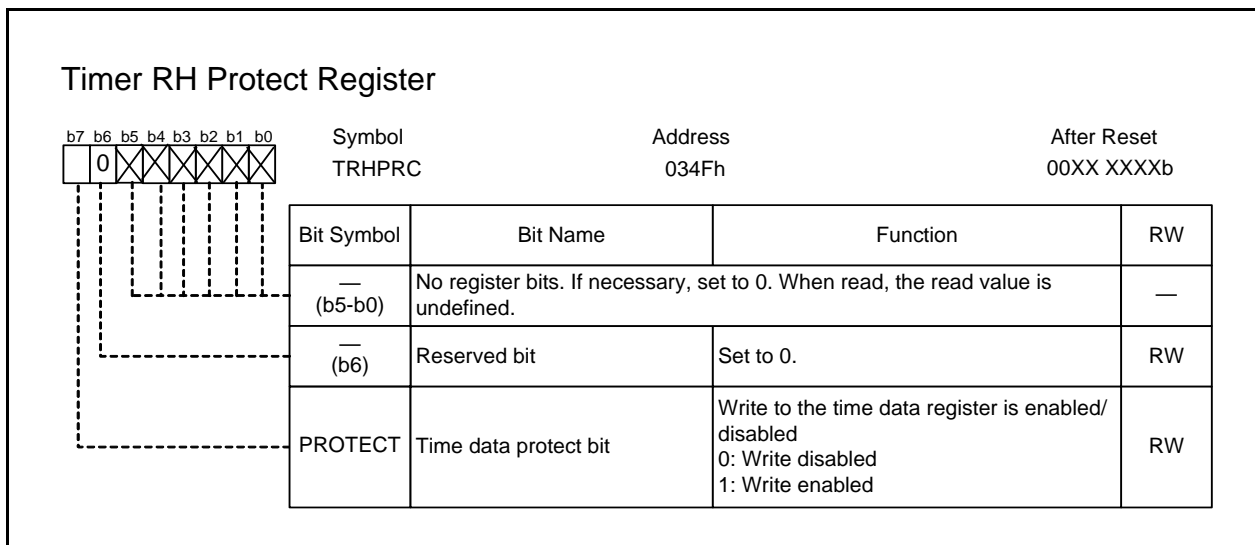 Timer RH Protect Register
b7 b6 b5 b4 b3 b2 b1 b0
Symbol Address After Reset
TRHPRC 034Fh 00XX XXXXb
0
Bit Symbol Bit Name Function RW
—
(b5-b0)
No register bits. If necessary, set to 0. When read, the read value is
undefined.
—
—
(b6)
Reserved bit Set to 0. RW
PROTECT Time data protect bit
Write to the time data register is enabled/
disabled
0: Write disabled
1: Write enabled
RW